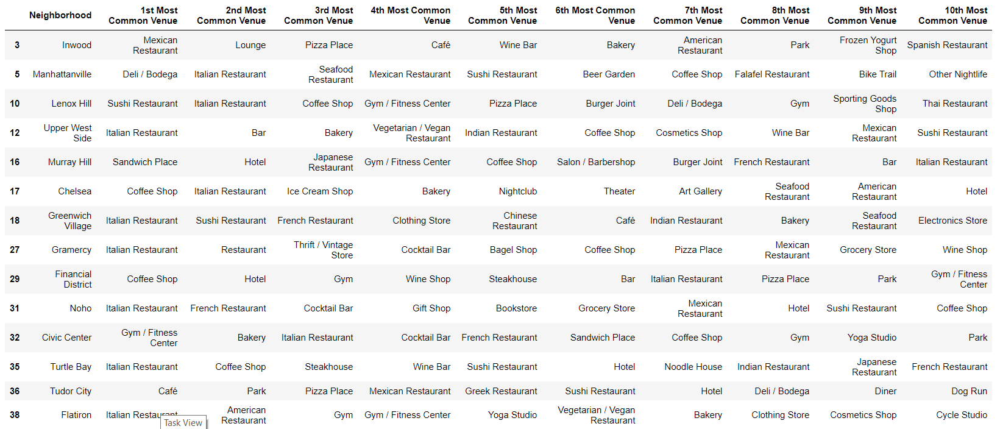 Neighborhood 1st Most Common Venue 2nd Most Common Venue 3rd Most Common Venue 4th Most Common Venue 5th Most Common Venue 6th Most Common Venue 7th Most Common Venue 8th Most Common Venue 9th Most Common Venue 10th Most Common Venue
3 Inwood Mexican Restaurant Lounge Pizza Place Café Wine Bar Bakery American Restaurant Park Frozen Yogurt Shop Spanish Restaurant
5 Manhattanville Deli / Bodega Italian Restaurant Seafood Restaurant Mexican Restaurant Sushi Restaurant Beer Garden Coffee Shop Falafel Restaurant Bike Trail Other Nightlife
10 Lenox Hill Sushi Restaurant Italian Restaurant Coffee Shop Gym / Fitness Center Pizza Place Burger Joint Deli / Bodega Gym Sporting Goods Shop Thai Restaurant
12 Upper West Side Italian Restaurant Bar Bakery Vegetarian / Vegan Restaurant Indian Restaurant Coffee Shop Cosmetics Shop Wine Bar Mexican Restaurant Sushi Restaurant
16 Murray Hill Sandwich Place Hotel Japanese Restaurant Gym / Fitness Center Coffee Shop Salon / Barbershop Burger Joint French Restaurant Bar Italian Restaurant
17 Chelsea Coffee Shop Italian Restaurant Ice Cream Shop Bakery Nightclub Theater Art Gallery Seafood Restaurant American Restaurant Hotel
18 Greenwich Village Italian Restaurant Sushi Restaurant French Restaurant Clothing Store Chinese Restaurant Café Indian Restaurant Bakery Seafood Restaurant Electronics Store
27 Gramercy Italian Restaurant Restaurant Thrift / Vintage Store Cocktail Bar Bagel Shop Coffee Shop Pizza Place Mexican Restaurant Grocery Store Wine Shop
29 Financial District Coffee Shop Hotel Gym Wine Shop Steakhouse Bar Italian Restaurant Pizza Place Park Gym / Fitness Center
31 Noho Italian Restaurant French Restaurant Cocktail Bar Gift Shop Bookstore Grocery Store Mexican Restaurant Hotel Sushi Restaurant Coffee Shop
32 Civic Center Gym / Fitness Center Bakery Italian Restaurant Cocktail Bar French Restaurant Sandwich Place Coffee Shop Gym Yoga Studio Park
35 Turtle Bay Italian Restaurant Coffee Shop Steakhouse Wine Bar Sushi Restaurant Hotel Noodle House Indian Restaurant Japanese Restaurant French Restaurant
36 Tudor City Café Park Pizza Place Mexican Restaurant Greek Restaurant Sushi Restaurant Hotel Deli / Bodega Diner Dog Run
38 Flatiron Italian Restaurant American Restaurant Gym Gym / Fitness Center Yoga Studio Vegetarian / Vegan Restaurant Bakery Clothing Store Cosmetics Shop Cycle Studio
Task View